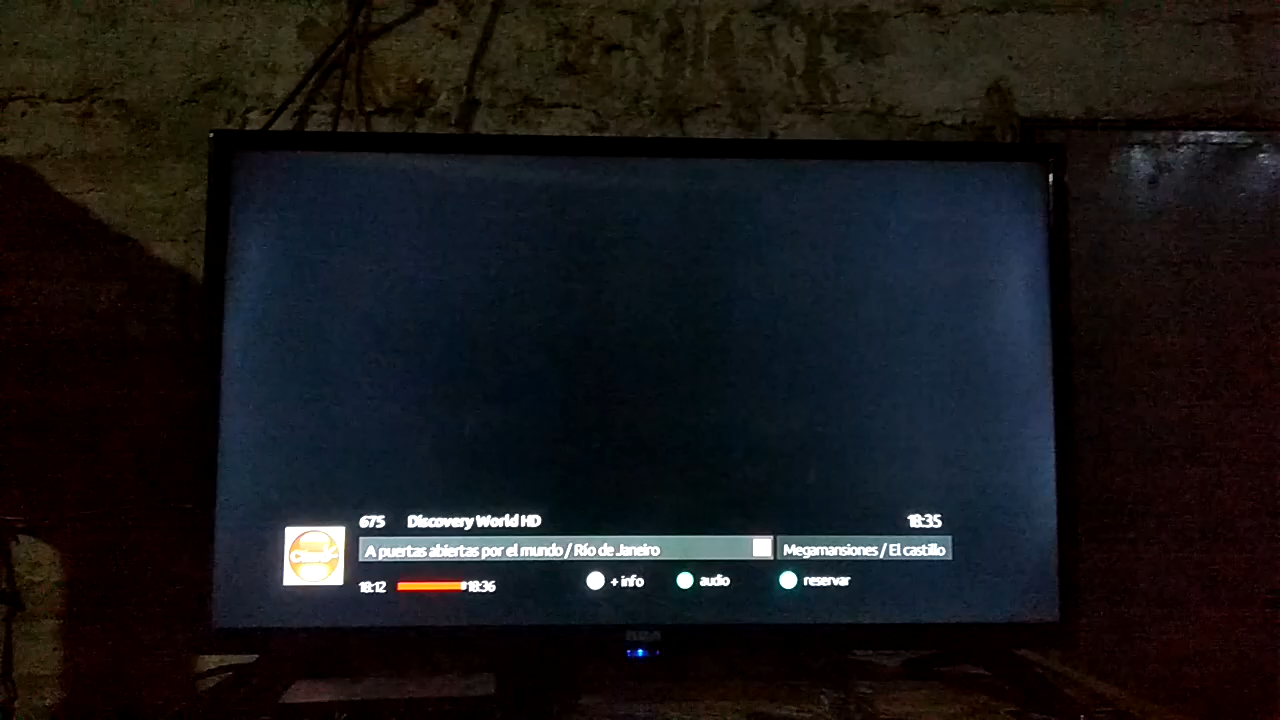 675 Discovery World HD 18:35
A puertas abiertas por el mundo / Río de Janeiro Megamansiones / El castillo
18:12 18:36 + info audio reservar
RCA